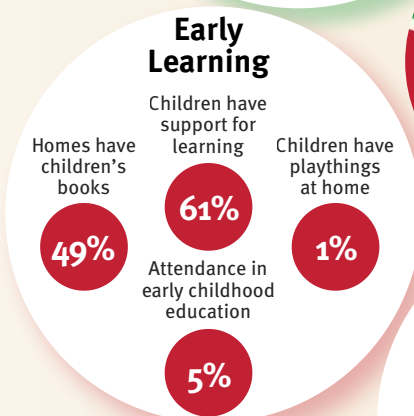 Early
Learning
Children have
support for
learning
61%
Homes have
children's
books
49%
Children have
playthings
at home
1%
Attendance in
early childhood
education
5%